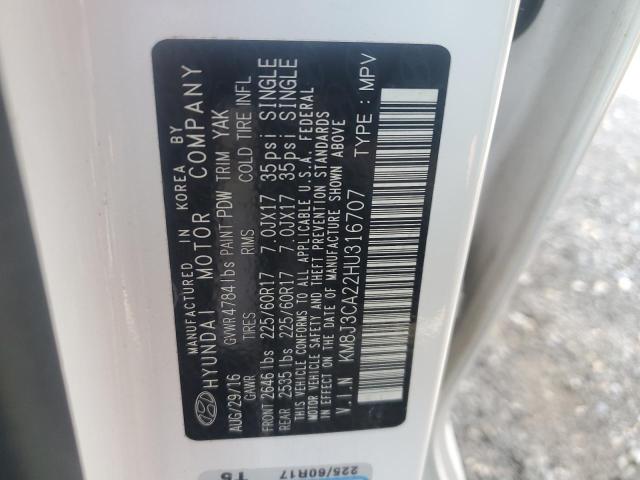 MANUFACTURED IN KOREA BY
HYUNDAI MOTOR COMPANY
AUG/29/16 GVWR 4784 lbs PAINT PDW TRIM YAK
GAWR TIRES RIMS COLD TIRE INFL
FRONT 2646 lbs 225/60R17 7.0JX17 35psi SINGLE
REAR 2535 lbs 225/60R17 7.0JX17 35psi SINGLE
THIS VEHICLE CONFORMS TO ALL APPLICABLE U.S.A. FEDERAL
MOTOR VEHICLE SAFETY AND THEFT PREVENTION STANDARDS
IN EFFECT ON THE DATE OF MANUFACTURE SHOWN ABOVE
V.I.N KM8J3CA22HU316707 TYPE : MPV
225/60R17